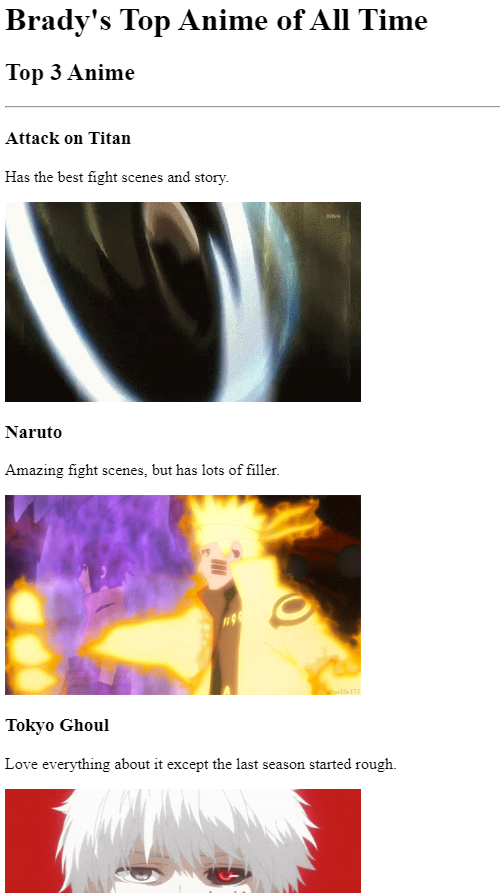 Brady's Top Anime of All Time
Top 3 Anime
Attack on Titan
Has the best fight scenes and story.
Naruto
Amazing fight scenes, but has lots of filler.
Tokyo Ghoul
Love everything about it except the last season started rough.